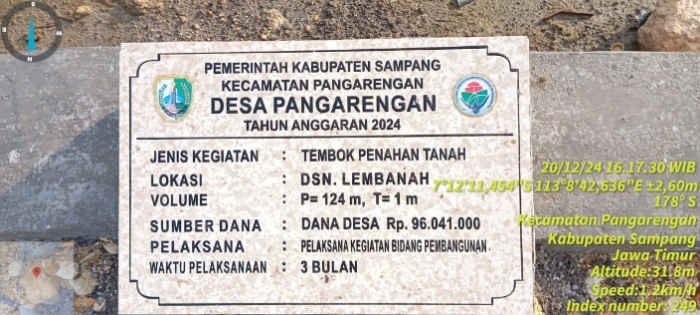 PEMERINTAH KABUPATEN SAMPANG
KECAMATAN PANGARENGAN
DESA PANGARENGAN
TAHUN ANGGARAN 2024
JENIS KEGIATAN : TEMBOK PENAHAN TANAH
LOKASI : DSN. LEMBANAH
VOLUME : P= 124 m, T= 1 m
SUMBER DANA : DANA DESA Rp. 96.041.000
PELAKSANA : PELAKSANA KEGIATAN BIDANG PEMBANGUNAN
WAKTU PELAKSANAAN : 3 BULAN
20/12/24 16.17.30 WIB
7°12'11,454"S 113°8'42,636"E ±2,60m
178° S
Kecamatan Pangarengan
Kabupaten Sampang
Jawa Timur
Altitude:31.8m
Speed:1.2km/h
Index number: 249